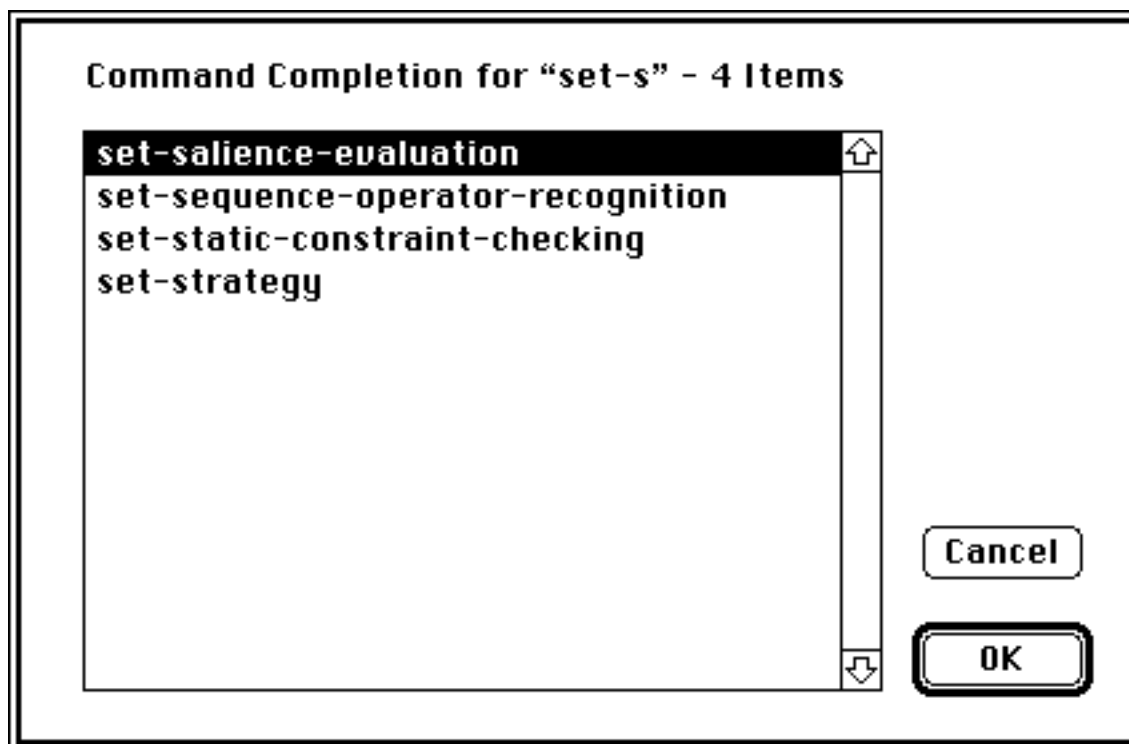 Command Completion for “set-s” - 4 Items
set-salience-evaluation
set-sequence-operator-recognition
set-static-constraint-checking
set-strategy
Cancel
OK